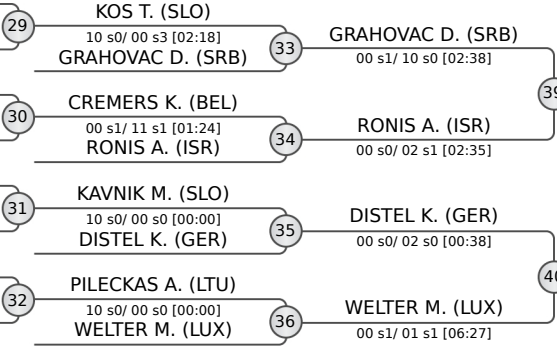 KOS T. (SLO)
29
10 s0/ 00 s3 [02:18]
GRAHOVAC D. (SRB)
33
GRAHOVAC D. (SRB)
00 s1/ 10 s0 [02:38]
39
CREMERS K. (BEL)
30
00 s1/ 11 s1 [01:24]
RONIS A. (ISR)
34
RONIS A. (ISR)
00 s0/ 02 s1 [02:35]
KAVNIK M. (SLO)
31
10 s0/ 00 s0 [00:00]
DISTEL K. (GER)
35
DISTEL K. (GER)
00 s0/ 02 s0 [00:38]
40
PILECKAS A. (LTU)
32
10 s0/ 00 s0 [00:00]
WELTER M. (LUX)
36
WELTER M. (LUX)
00 s1/ 01 s1 [06:27]